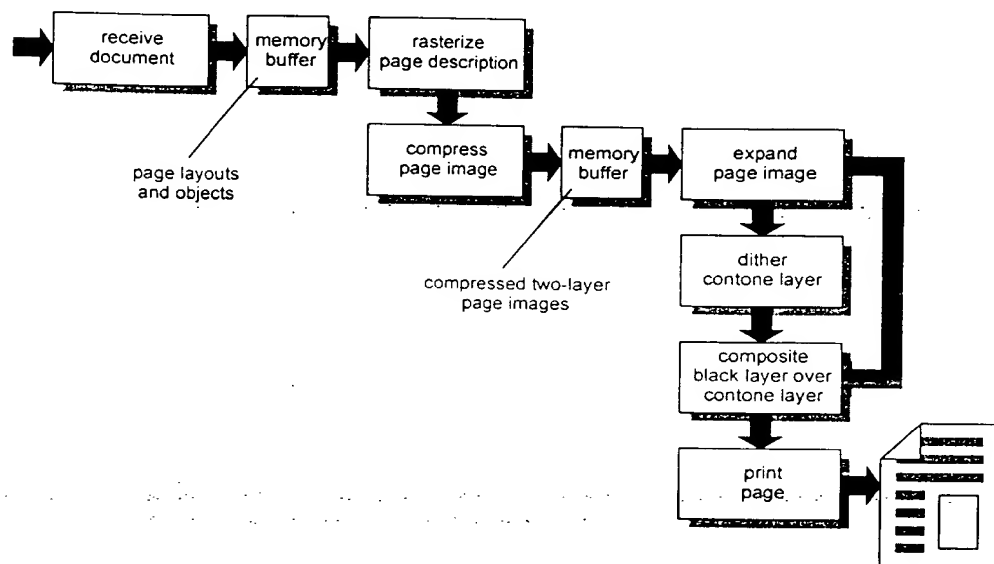 receive
document
memory
buffer
rasterize
page description
page layouts
and objects
compress
page image
memory
buffer
expand
page image
compressed two-layer
page images
dither
contone layer
composite
black layer over
contone layer
print
page